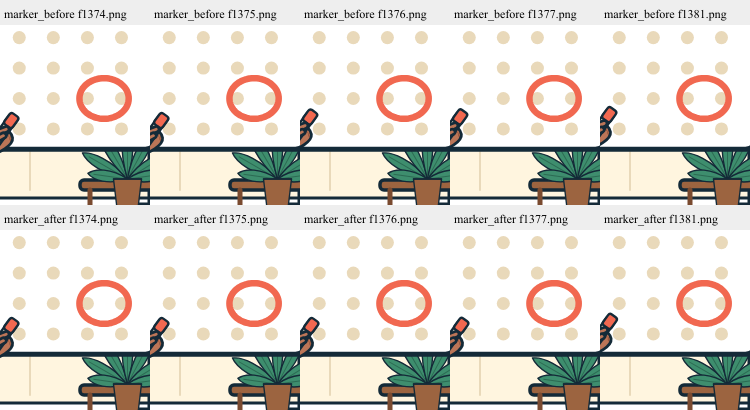 marker_before f1374.png
marker_before f1375.png
marker_before f1376.png
marker_before f1377.png
marker_before f1381.png
marker_after f1374.png
marker_after f1375.png
marker_after f1376.png
marker_after f1377.png
marker_after f1381.png